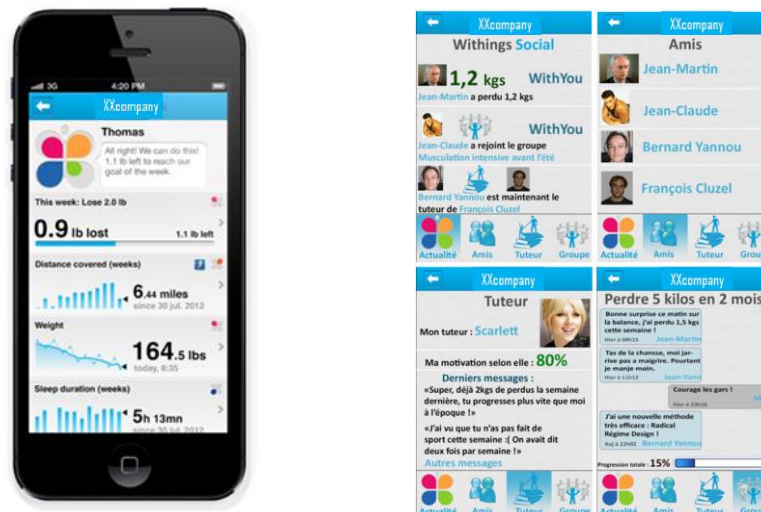 3G 4:20 PM
XXcompany
Thomas
All right! We can do this!
1.1 lb left to reach our
goal of the week.
This week: Lose 2.0 lb
0.9 lb lost 1.1 lb left
Distance covered (weeks)
6.44 miles
since 30 jul. 2012
Weight
164.5 lbs
today, 8:35
Sleep duration (weeks)
5h 13mn
since 30 jul. 2012
XXcompany
Withings Social
1,2 kgs WithYou
Jean-Martin a perdu 1,2 kgs
WithYou
Jean-Claude a rejoint le groupe
Musculation intensive avant l'été
Bernard Yannou est maintenant le
tuteur de François Cluzel
Actualité Amis Tuteur Groupe
XXcompany
Amis
Jean-Martin
Jean-Claude
Bernard Yannou
François Cluzel
Actualité Amis Tuteur Grou
XXcompany
Tuteur
Mon tuteur : Scarlett
Ma motivation selon elle : 80%
Derniers messages :
«Super, déjà 2kgs de perdus la semaine
dernière, tu progresses plus vite que moi
à l'époque !»
«J'ai vu que tu n'as pas fait de
sport cette semaine :( On avait dit
deux fois par semaine !»
Autres messages
Actualité Amis Tuteur Groupe
XXcompany
Perdre 5 kilos en 2 mois
Bonne surprise ce matin sur
la balance, j'ai perdu 1,5 kgs
cette semaine !
Hier à 08h15 Jean-Martin
Tas de la chansse, moi jar-
rive pas a maigrire. Pourtant
je manje moin.
Hier à 11h12 Jean-Yann
Courage les gars !
Hier à 23h18
J'ai une nouvelle méthode
très efficace : Radical
Régime Design !
Auj à 22h02 Bernard Yannou
Progression totale : 15%
Actualité Amis Tuteur Grou